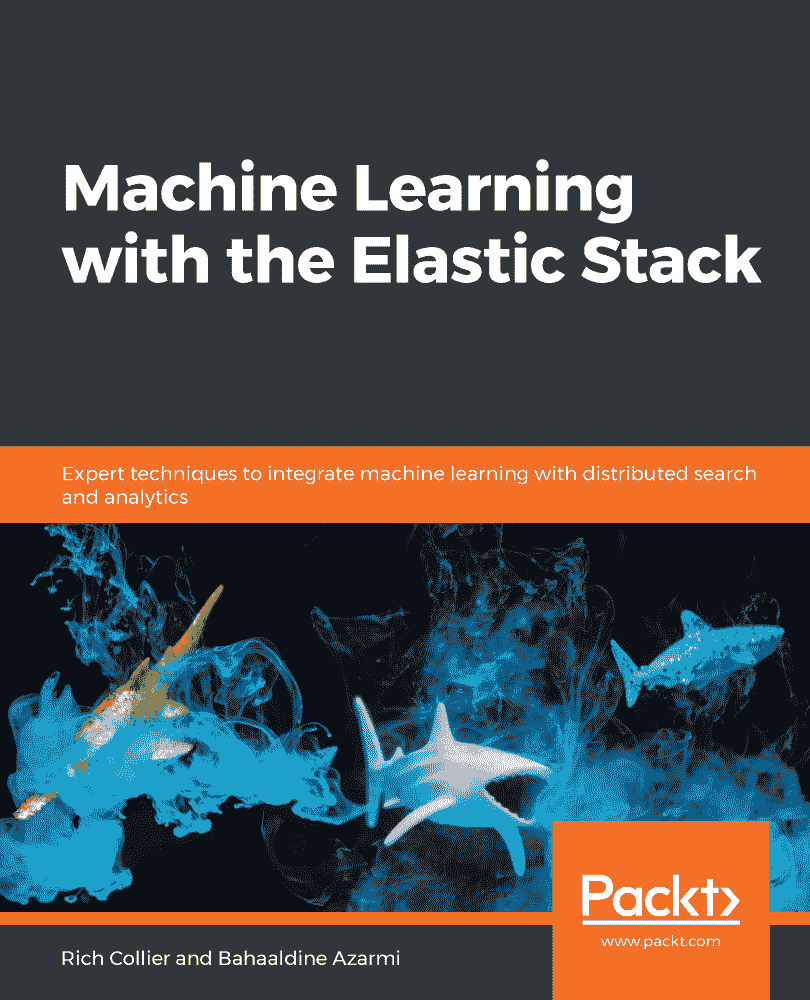 Machine Learning
with the Elastic Stack
Expert techniques to integrate machine learning with distributed search
and analytics
Packt>
www.packt.com
Rich Collier and Bahaaldine Azarmi